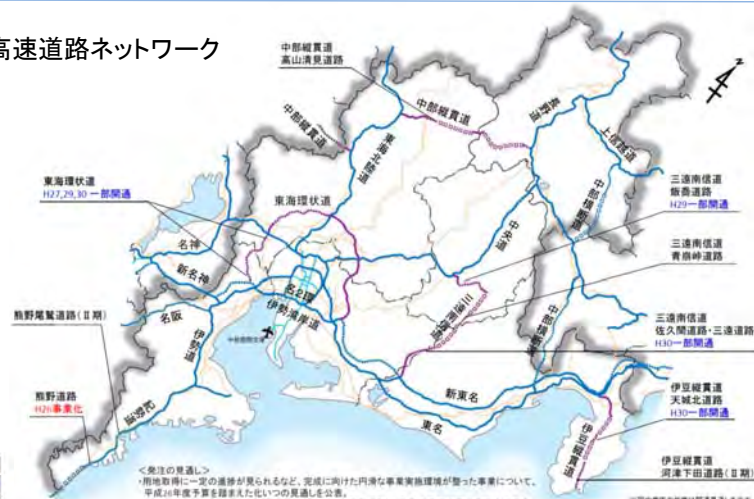 高速道路ネットワーク
中部縦貫道
高山清見道路
中部縦貫道
中部縦貫道
東海北陸道
長野道
上信越道
東海環状道
H27,29,30 一部開通
東海環状道
中部横断道
三遠南信道
飯喬道路
H29一部開通
中央道
三遠南信道
青崩峠道路
名神
新名神
名2環
伊勢湾岸道
三遠南信道
熊野尾鷲道路(Ⅱ期)
名阪
伊勢道
中部横断道
三遠南信道
佐久間道路・三遠道路
H30一部開通
新東名
東名
熊野道路
H26事業化
紀勢道
伊豆縦貫道
天城北道路
H30一部開通
伊豆縦貫道
伊豆縦貫道
河津下田道路(Ⅱ期)
<発注の見通し>
・用地取得に一定の進捗が見られるなど、完成に向けた円滑な事業実施環境が整った事業について、
平成26年度予算を踏まえた化いつの見通しを公表。